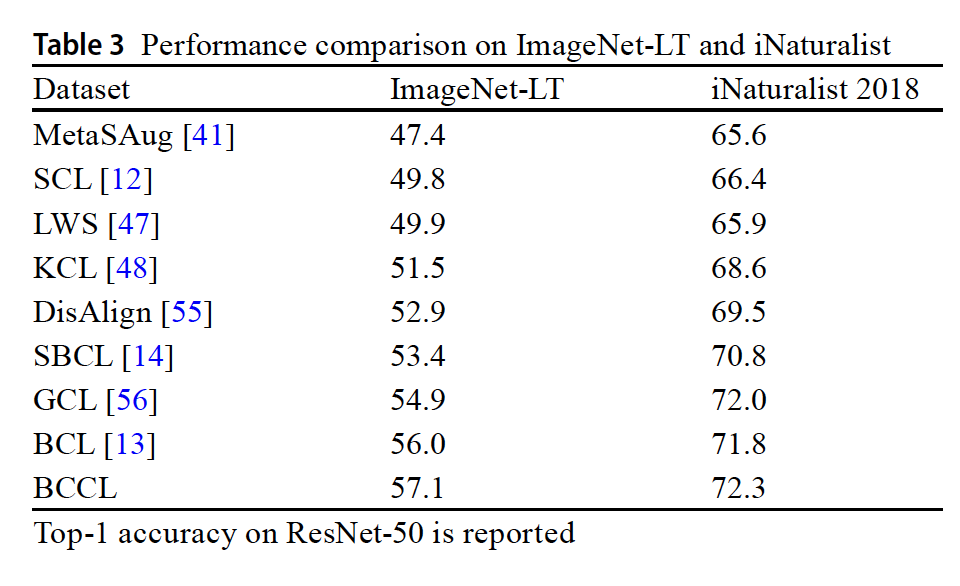 Table 3 Performance comparison on ImageNet-LT and iNaturalist
Dataset ImageNet-LT iNaturalist 2018
MetaSAug [41] 47.4 65.6
SCL [12] 49.8 66.4
LWS [47] 49.9 65.9
KCL [48] 51.5 68.6
DisAlign [55] 52.9 69.5
SBCL [14] 53.4 70.8
GCL [56] 54.9 72.0
BCL [13] 56.0 71.8
BCCL 57.1 72.3
Top-1 accuracy on ResNet-50 is reported